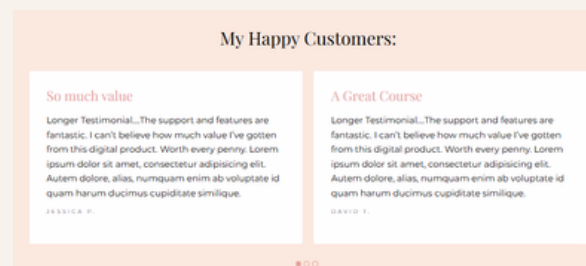 My Happy Customers:
So much value
Longer Testimonial...The support and features are
fantastic. I can't believe how much value I've gotten
from this digital product. Worth every penny. Lorem
ipsum dolor sit amet, consectetur adipisicing elit.
Autem dolore, alias, numquam enim ab voluptate id
quam harum ducimus cupiditate similique.
JESSICA P.
A Great Course
Longer Testimonial...The support and features are
fantastic. I can't believe how much value I've gotten
from this digital product. Worth every penny. Lorem
ipsum dolor sit amet, consectetur adipisicing elit.
Autem dolore, alias, numquam enim ab voluptate id
quam harum ducimus cupiditate similique.
DAVID T.